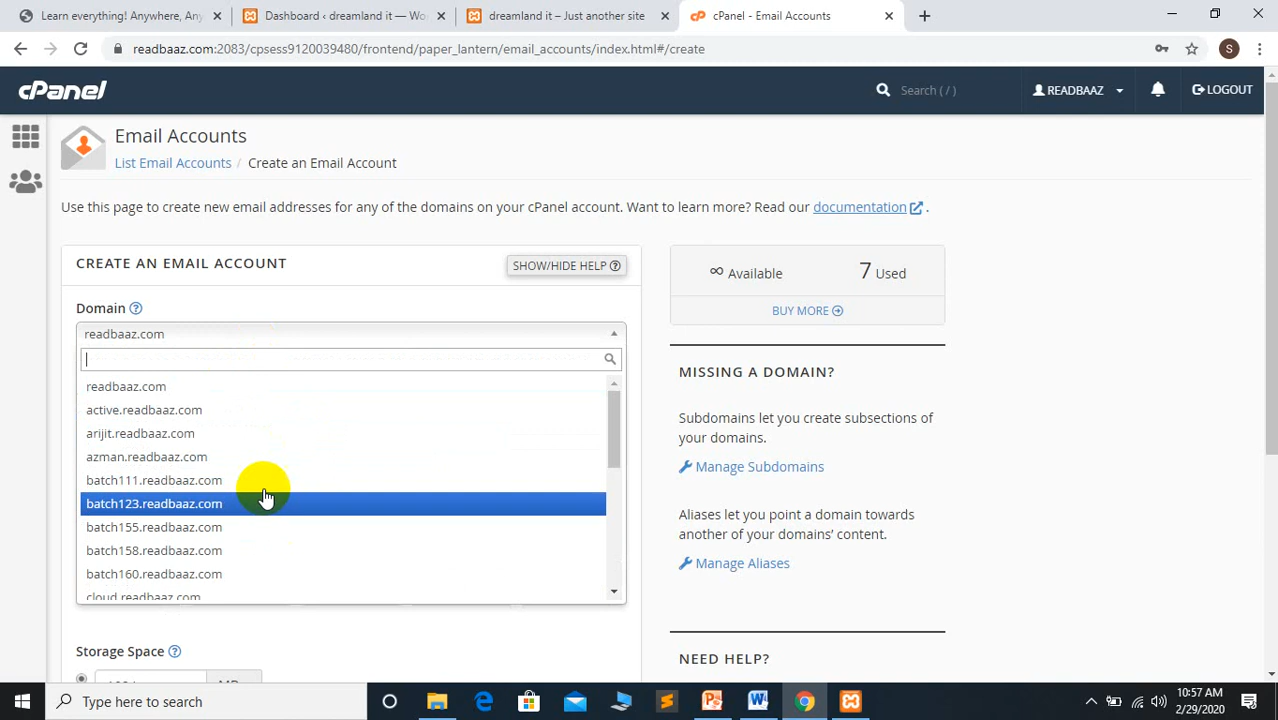 Learn everything! Anywhere, Any
Dashboard ‹ dreamland it — Wor
dreamland it – Just another site
cPanel - Email Accounts
readbaaz.com:2083/cpsess9120039480/frontend/paper_lantern/email_accounts/index.html#/create
S
cPanel
Search ( / )
READBAAZ
LOGOUT
Email Accounts
List Email Accounts / Create an Email Account
Use this page to create new email addresses for any of the domains on your cPanel account. Want to learn more? Read our documentation .
CREATE AN EMAIL ACCOUNT
SHOW/HIDE HELP
Domain
readbaaz.com
readbaaz.com
active.readbaaz.com
arijit.readbaaz.com
azman.readbaaz.com
batch111.readbaaz.com
batch123.readbaaz.com
batch155.readbaaz.com
batch158.readbaaz.com
batch160.readbaaz.com
cloud.readbaaz.com
Storage Space
∞ Available
7 Used
BUY MORE
MISSING A DOMAIN?
Subdomains let you create subsections of
your domains.
Manage Subdomains
Aliases let you point a domain towards
another of your domains’ content.
Manage Aliases
NEED HELP?
Type here to search
10:57 AM
2/29/2020